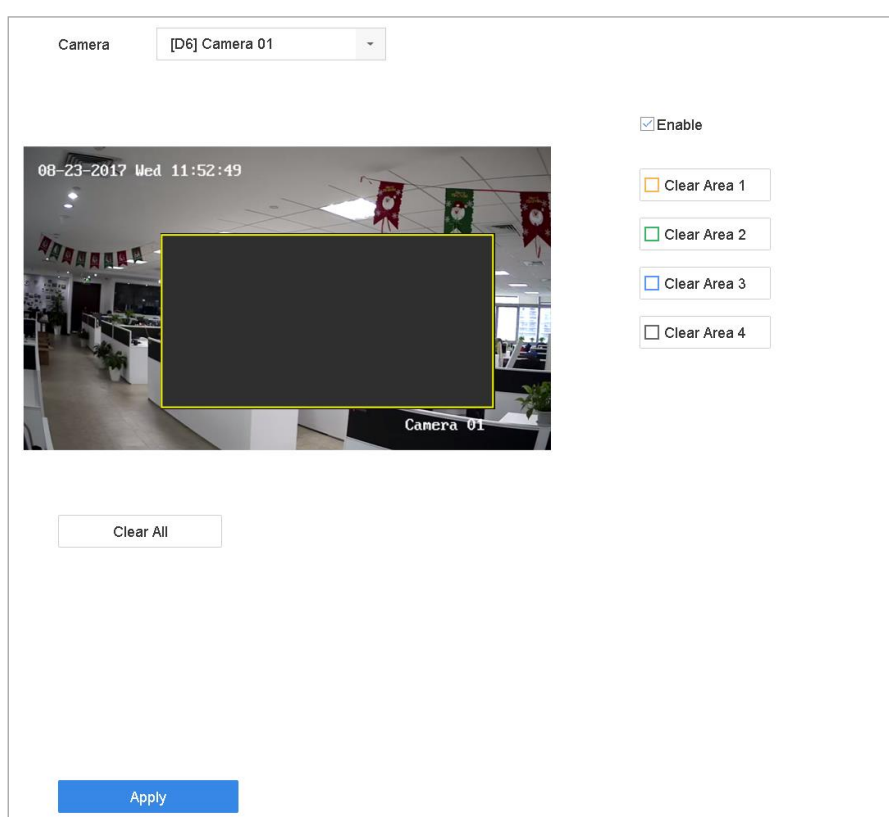 Camera [D6] Camera 01
Enable
08-23-2017 Wed 11:52:49
Clear Area 1
Clear Area 2
Clear Area 3
Clear Area 4
Camera 01
Clear All
Apply